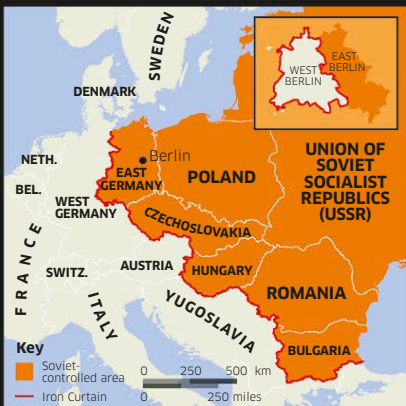 SWEDEN
DENMARK
WEST
BERLIN
EAST
BERLIN
UNION OF
SOVIET
SOCIALIST
REPUBLICS
(USSR)
NETH.
Berlin
BEL.
EAST
GERMANY
POLAND
WEST
GERMANY
CZECHOSLOVAKIA
FRANCE
SWITZ.
AUSTRIA
HUNGARY
ITALY
YUGOSLAVIA
ROMANIA
BULGARIA
Key
Soviet-
controlled area
Iron Curtain
0 250 500 km
0 250 miles